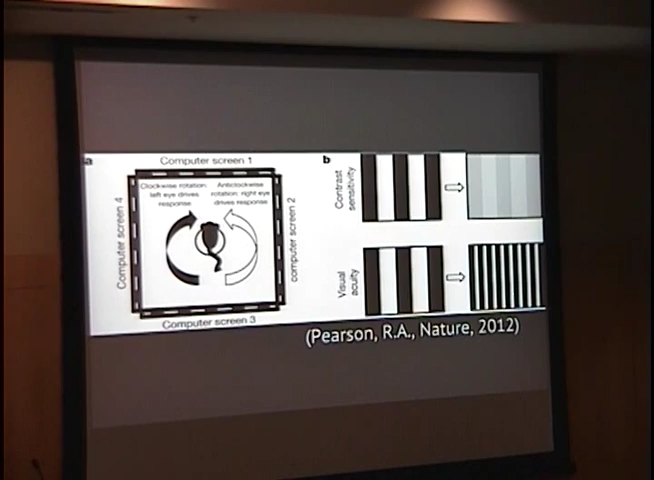 a
Computer screen 1
b
Clockwise rotation:
left eye drives
response
Anticlockwise
rotation: right eye
drives response
Computer screen 4
computer screen 2
Computer screen 3
Contrast
sensitivity
Visual
acuity
(Pearson, R.A., Nature, 2012)